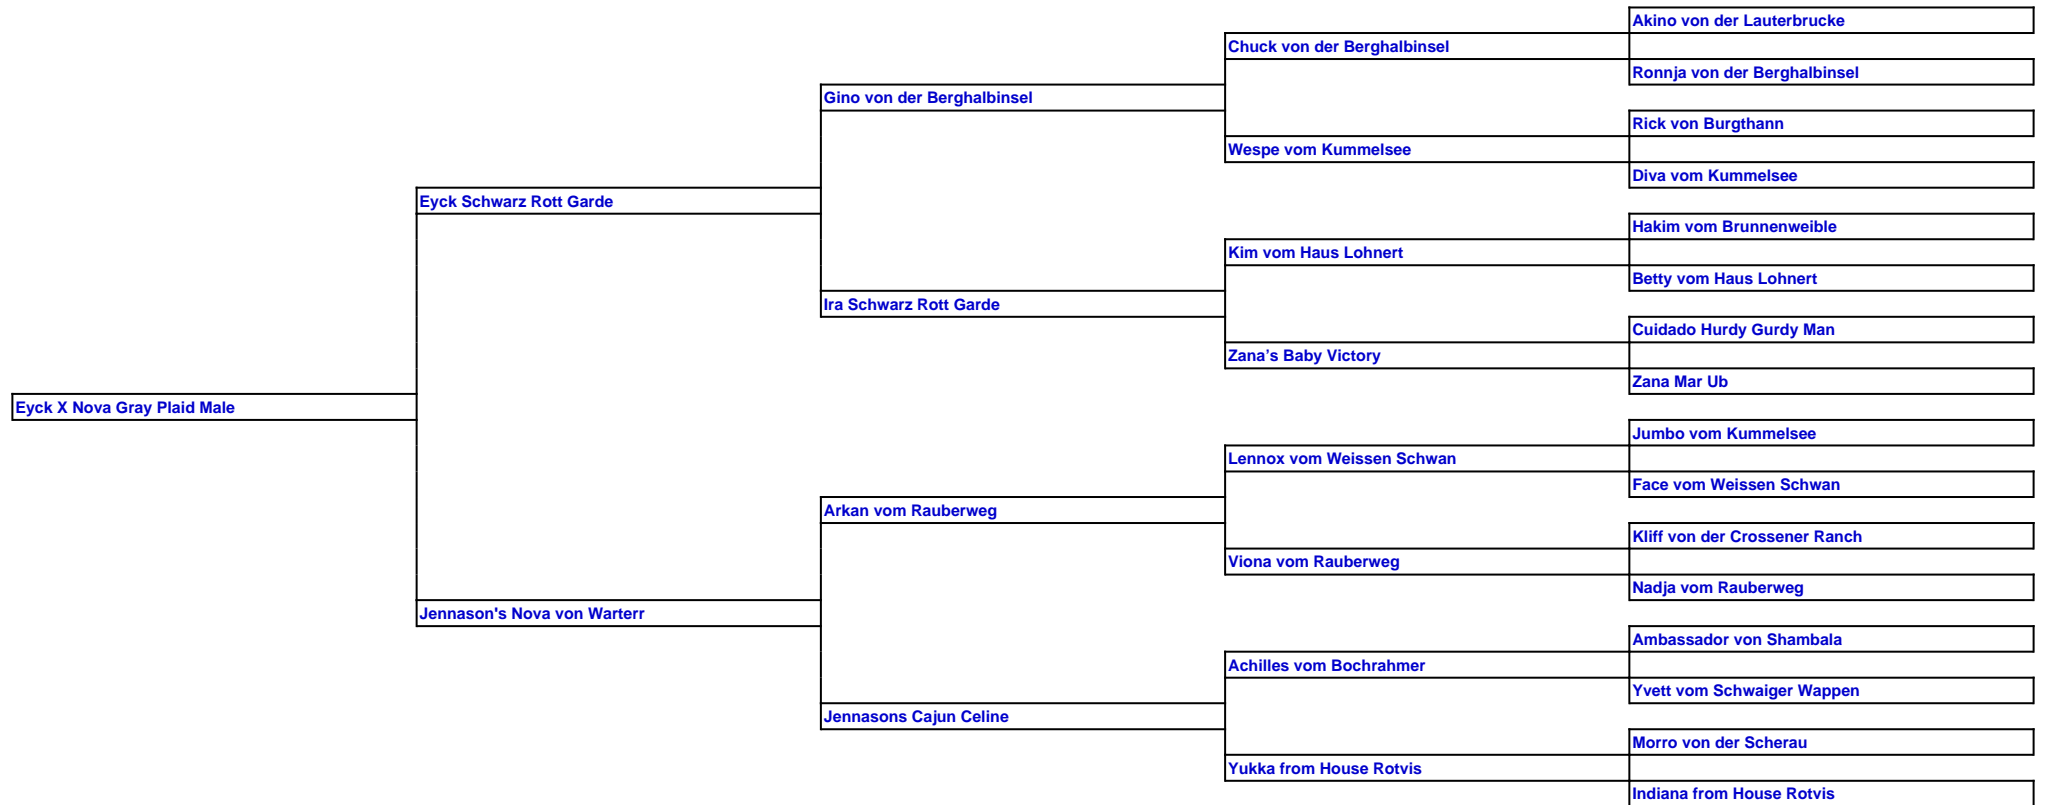 Akino von der Lauterbrucke
Chuck von der Berghalbinsel
Ronnja von der Berghalbinsel
Gino von der Berghalbinsel
Rick von Burgthann
Wespe vom Kummelsee
Diva vom Kummelsee
Eyck Schwarz Rott Garde
Hakim vom Brunnenweible
Kim vom Haus Lohnert
Betty vom Haus Lohnert
Ira Schwarz Rott Garde
Cuidado Hurdy Gurdy Man
Zana’s Baby Victory
Zana Mar Ub
Eyck X Nova Gray Plaid Male
Jumbo vom Kummelsee
Lennox vom Weissen Schwan
Face vom Weissen Schwan
Arkan vom Rauberweg
Kliff von der Crossener Ranch
Viona vom Rauberweg
Nadja vom Rauberweg
Jennason's Nova von Warterr
Ambassador von Shambala
Achilles vom Bochrahmer
Yvett vom Schwaiger Wappen
Jennasons Cajun Celine
Morro von der Scherau
Yukka from House Rotvis
Indiana from House Rotvis